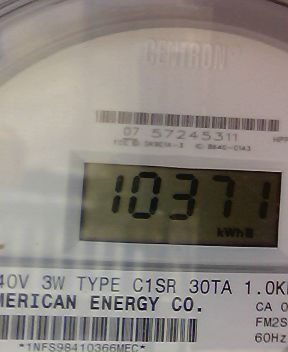 CENTRON®
07 57245311
10371
kWh
40V 3W TYPE C1SR 30TA 1.0K
MERICAN ENERGY CO.
CA 0
FM2S
60Hz
*1NFS98410366MEC*